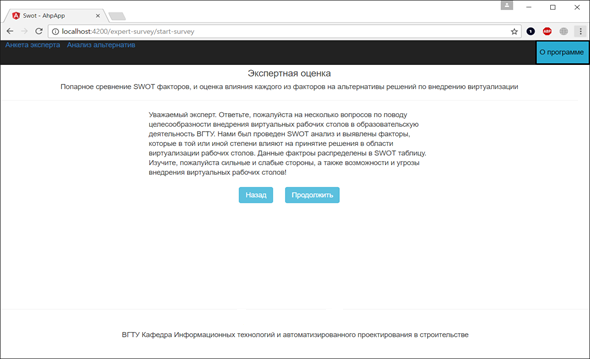 Swot - AhpApp
localhost:4200/expert-survey/start-survey
ABP
Анкета эксперта Анализ альтернатив
О программе
Экспертная оценка
Попарное сревнение SWOT факторов, и оценка влияния каждого из факторов на альтернативы решений по внедрению виртуализации
Уважаемый эксперт. Ответьте, пожалуйста на несколько вопросов по поводу
целесообразности внедрения виртуальных рабочих столов в образовательскую
деятельность ВГТУ. Нами был проведен SWOT анализ и выявлены факторы,
которые в той или иной степени влияют на принятие решения в области
виртуализации рабочих столов. Данные фактроы распределены в SWOT таблицу.
Изучите, пожалуйста сильные и слабые стороны, а также возможности и угрозы
внедрения виртуальных рабочих столов!
Назад Продолжить
ВГТУ Кафедра Информационных технологий и автоматизированного проектирования в строительстве